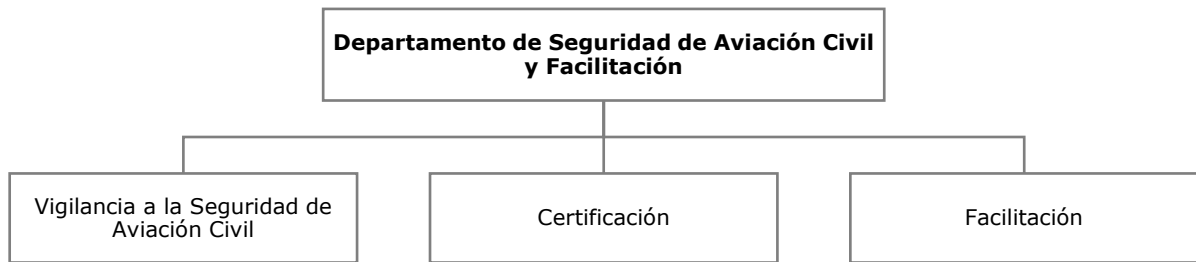 Departamento de Seguridad de Aviación Civil
y Facilitación
Vigilancia a la Seguridad de
Aviación Civil
Certificación
Facilitación